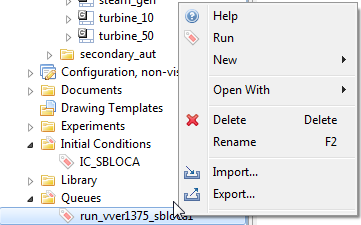 steam_gen
turbine_10
turbine_50
secondary_aut
Configuration, non-vis
Documents
Drawing Templates
Experiments
Initial Conditions
IC_SBLOCA
Library
Queues
run_vver1375_sbloca1
Help
Run
New
Open With
Delete Delete
Rename F2
Import...
Export...